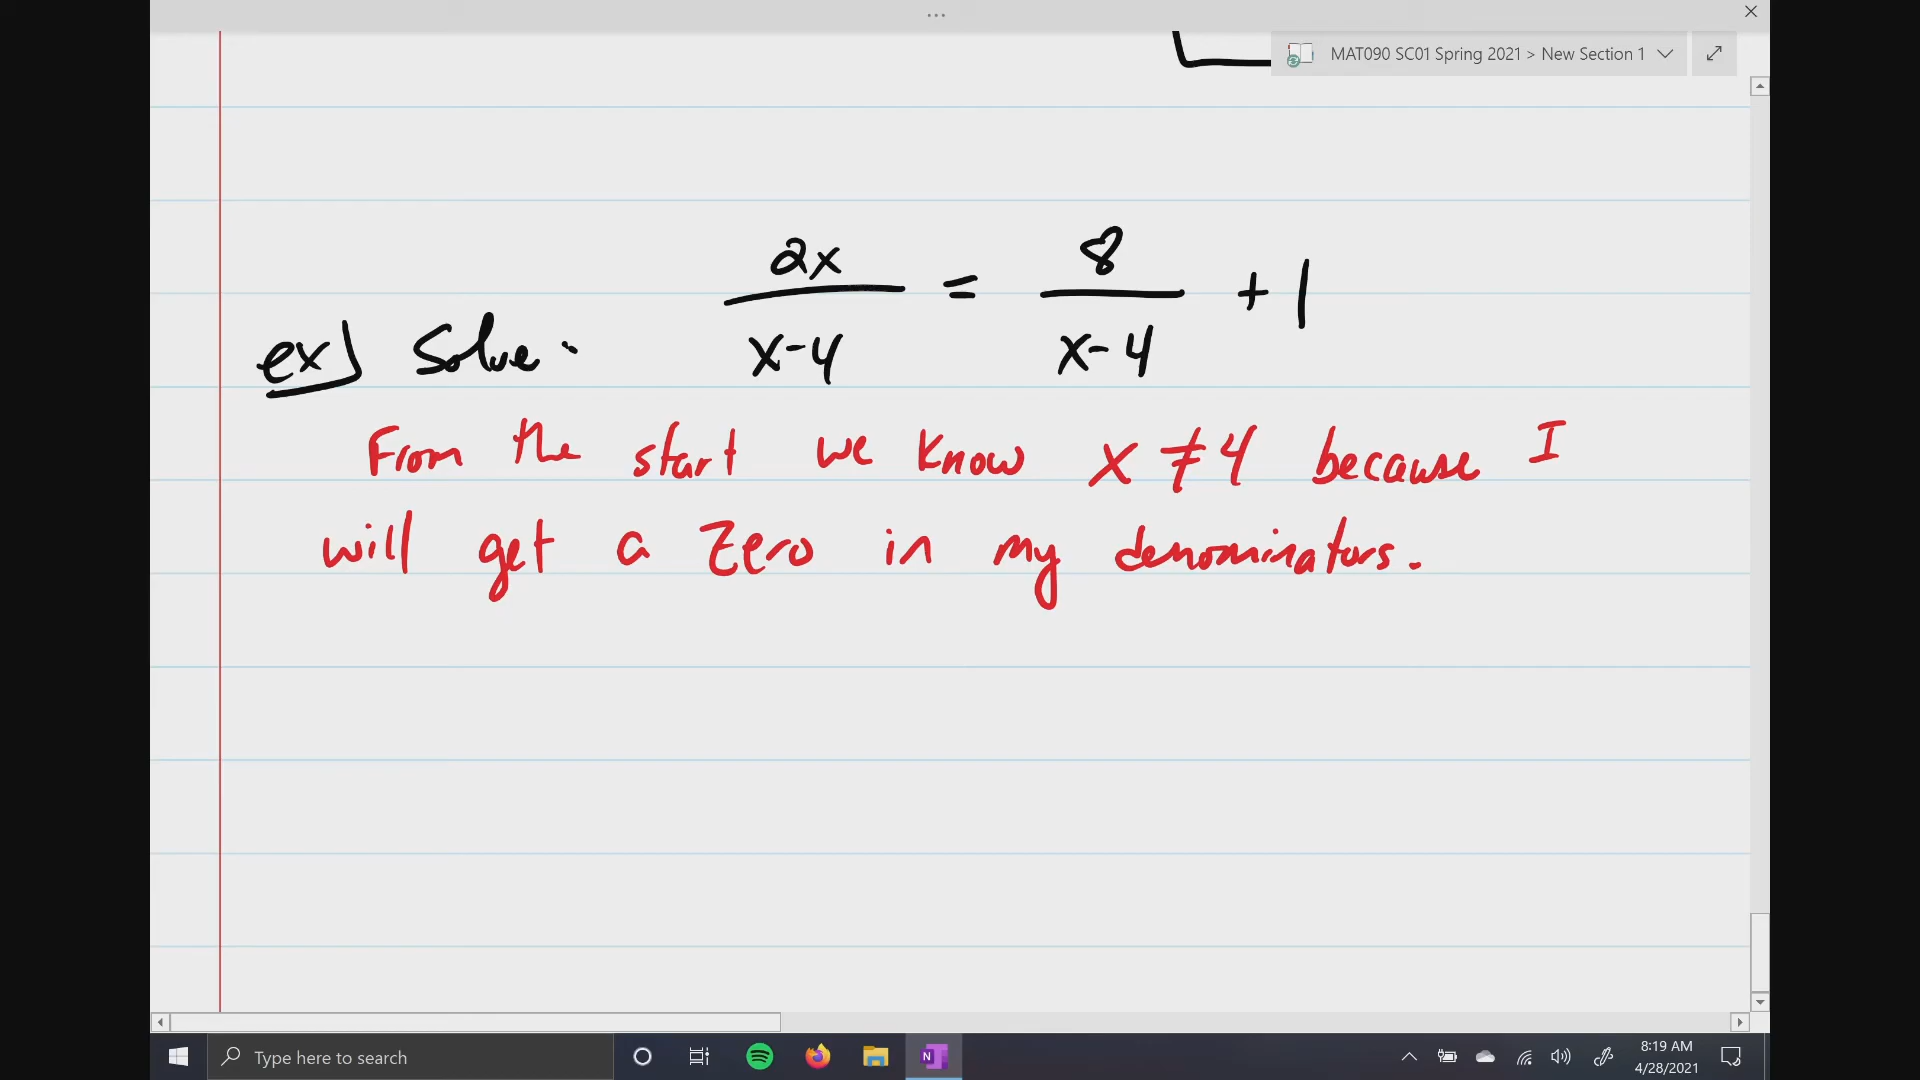 MAT090 SC01 Spring 2021 > New Section 1
ex) Solve: 2x/(x-4) = 8/(x-4) + 1
From the start we know x ≠ 4 because I
will get a zero in my denominators.
Type here to search
8:19 AM
4/28/2021